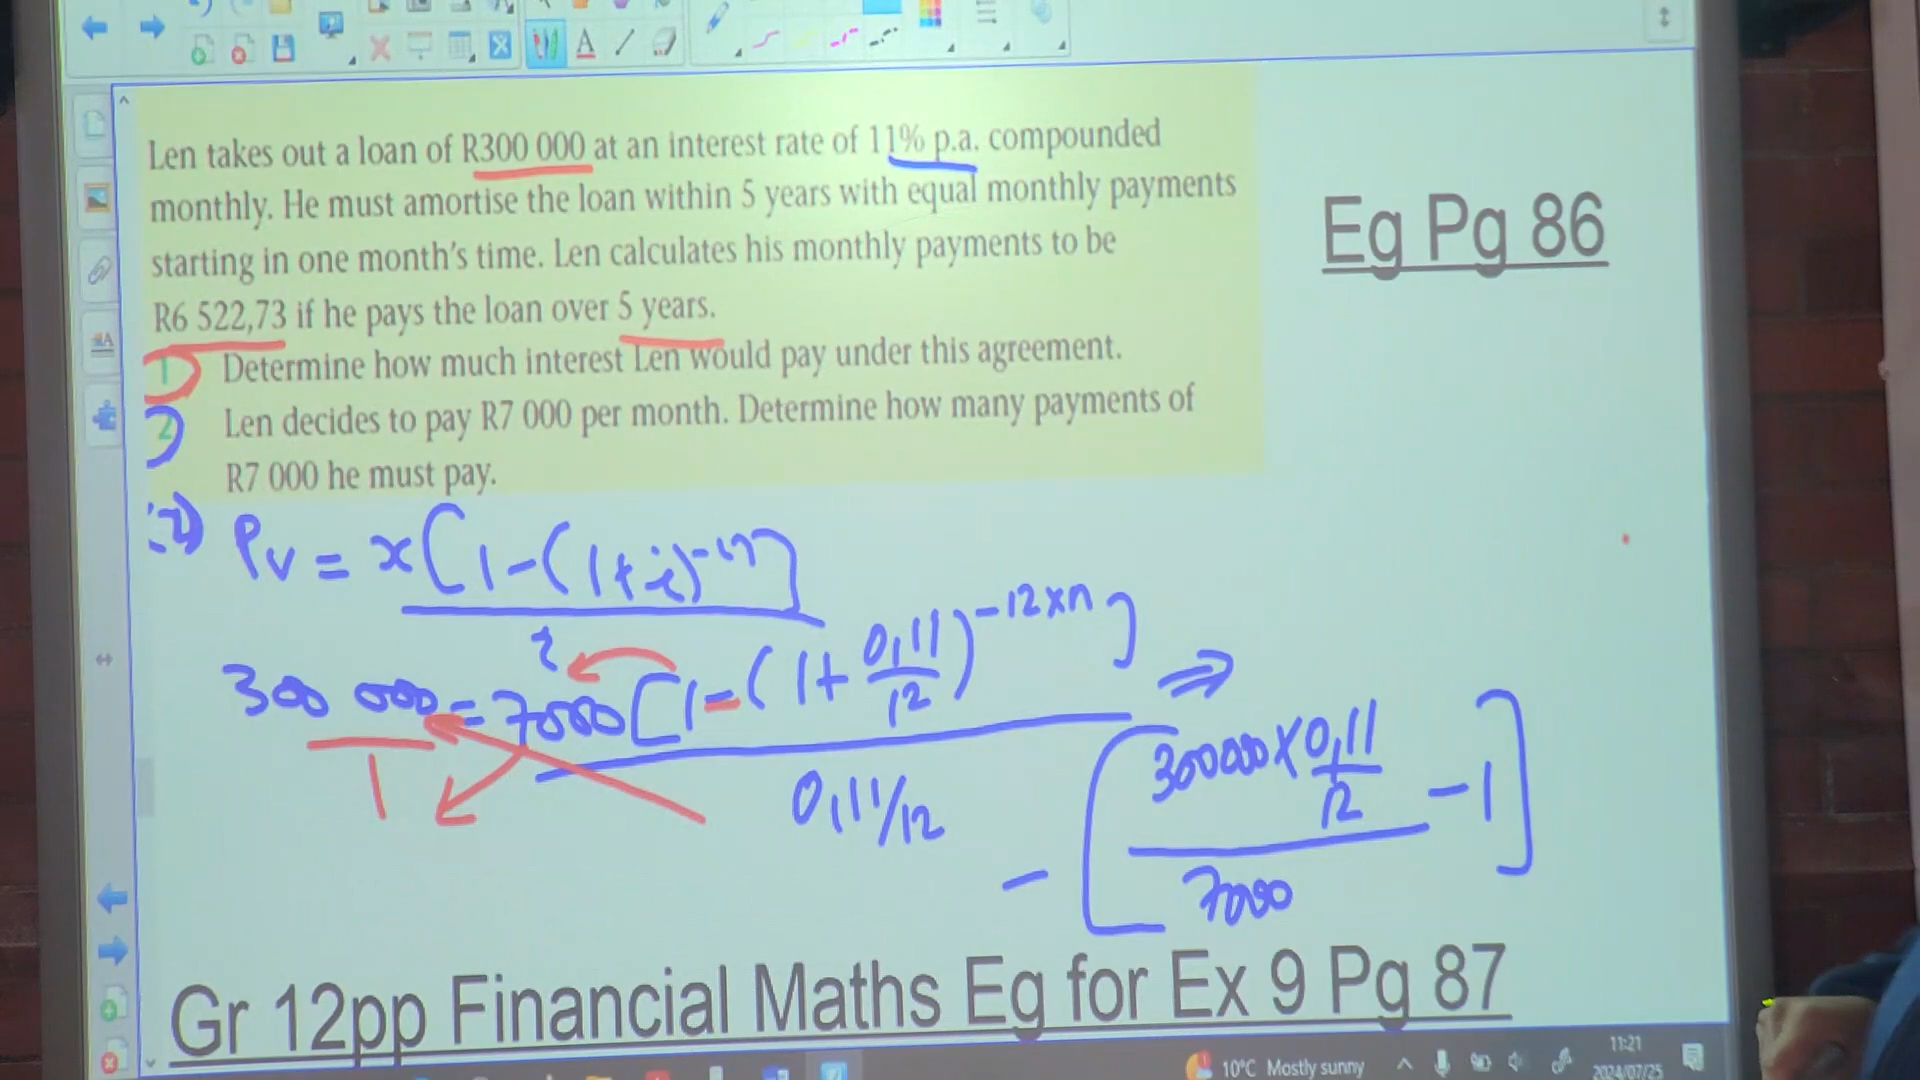 Len takes out a loan of R300 000 at an interest rate of 11% p.a. compounded
monthly. He must amortise the loan within 5 years with equal monthly payments
starting in one month's time. Len calculates his monthly payments to be
R6 522,73 if he pays the loan over 5 years.
1 Determine how much interest Len would pay under this agreement.
2 Len decides to pay R7 000 per month. Determine how many payments of
R7 000 he must pay.
Eg Pg 86
2) Pv = x[1-(1+i)^-n]
i
300 000 = 7000[1-(1+0,11/12)^-12×n] ⇒
1
0,11/12
-[300000×0,11/12 -1]
7000
Gr 12pp Financial Maths Eg for Ex 9 Pg 87
10°C Mostly sunny
11:21
2024/07/25